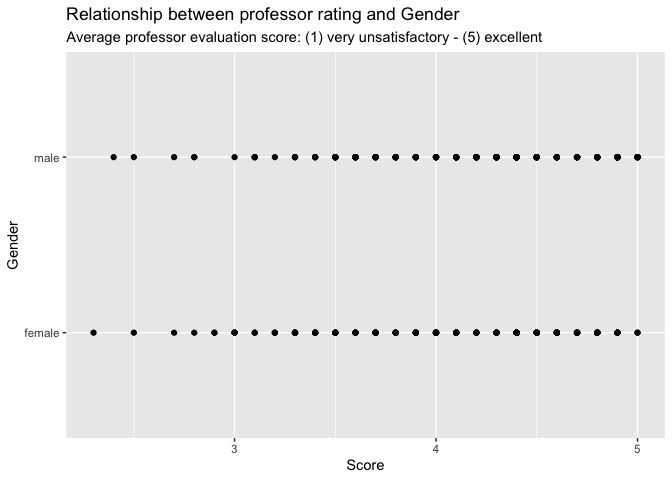 Relationship between professor rating and Gender
Average professor evaluation score: (1) very unsatisfactory - (5) excellent
Gender
male
female
3 4 5
Score